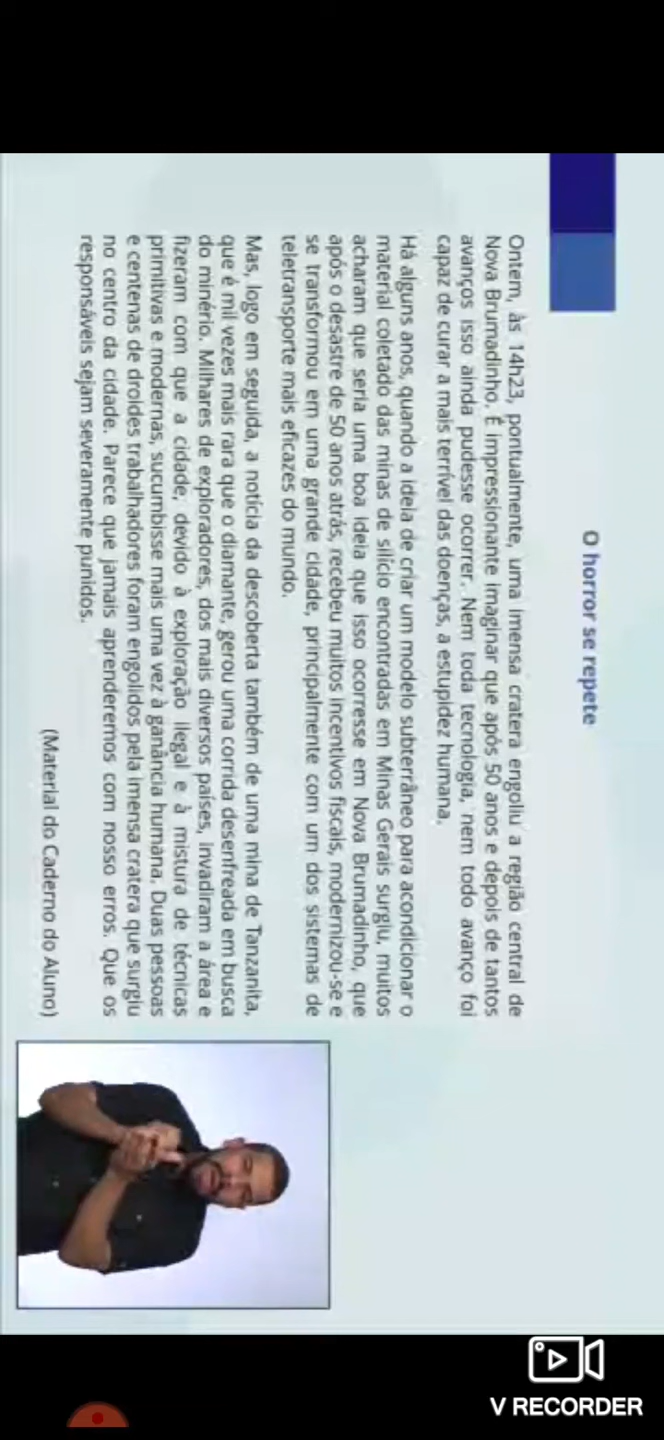 O horror se repete
Ontem, às 14h23, pontualmente, uma imensa cratera engoliu a região central de
Nova Brumadinho. É impressionante imaginar que após 50 anos e depois de tantos
avanços isso ainda pudesse ocorrer. Nem toda tecnologia, nem todo avanço foi
capaz de curar a mais terrível das doenças, a estupidez humana.
Há alguns anos, quando a ideia de criar um modelo subterrâneo para acondicionar o
material coletado das minas de silício encontradas em Minas Gerais surgiu, muitos
acharam que seria uma boa ideia que isso ocorresse em Nova Brumadinho, que
após o desastre de 50 anos atrás, recebeu muitos incentivos fiscais, modernizou-se e
se transformou em uma grande cidade, principalmente com um dos sistemas de
teletransporte mais eficazes do mundo.
Mas, logo em seguida, a notícia da descoberta também de uma mina de Tanzanita,
que é mil vezes mais rara que o diamante, gerou uma corrida desenfreada em busca
do minério. Milhares de exploradores, dos mais diversos países, invadiram a área e
fizeram com que a cidade, devido à exploração ilegal e à mistura de técnicas
primitivas e modernas, sucumbisse mais uma vez à ganância humana. Duas pessoas
e centenas de droides trabalhadores foram engolidos pela imensa cratera que surgiu
no centro da cidade. Parece que jamais aprenderemos com nosso erros. Que os
responsáveis sejam severamente punidos.
(Material do Caderno do Aluno)
V RECORDER